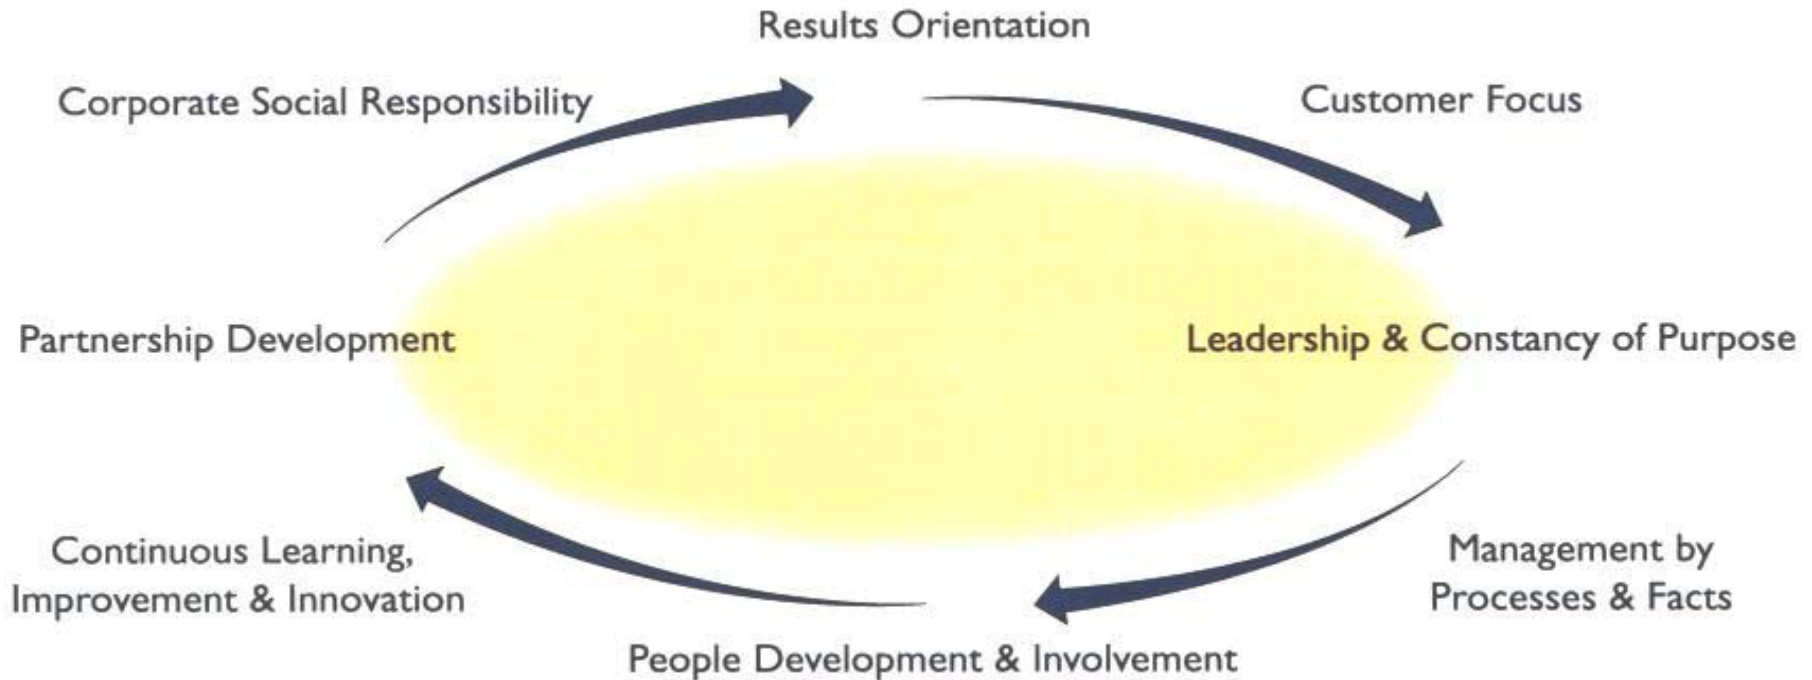 Results Orientation
Corporate Social Responsibility
Customer Focus
Partnership Development
Leadership & Constancy of Purpose
Continuous Learning,
Improvement & Innovation
Management by
Processes & Facts
People Development & Involvement